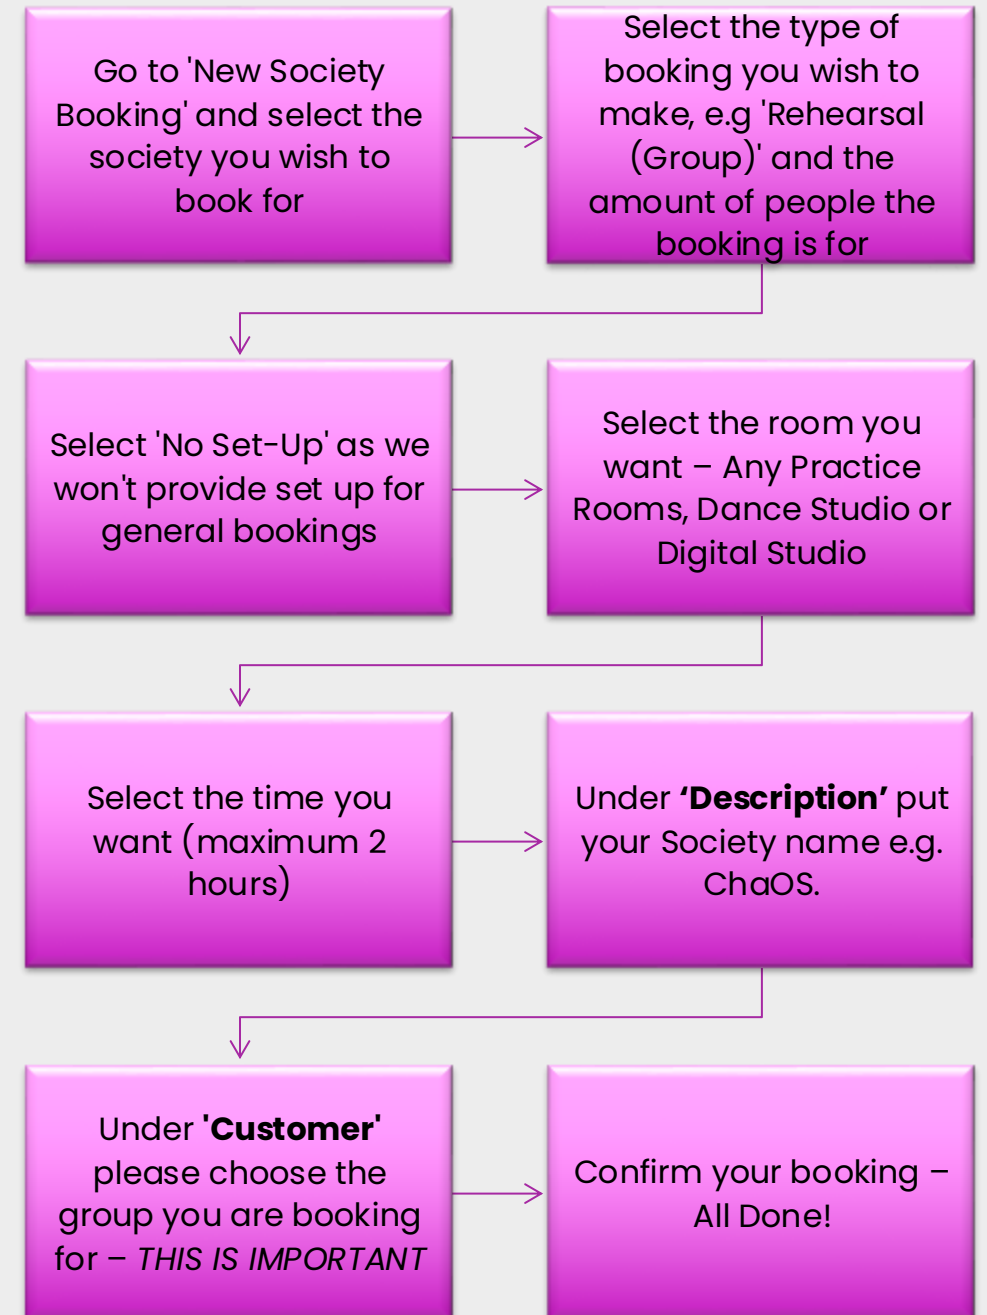 Go to 'New Society
Booking' and select the
society you wish to
book for
Select the type of
booking you wish to
make, e.g 'Rehearsal
(Group)' and the
amount of people the
booking is for
Select 'No Set-Up' as we
won't provide set up for
general bookings
Select the room you
want – Any Practice
Rooms, Dance Studio or
Digital Studio
Select the time you
want (maximum 2
hours)
Under ‘Description’ put
your Society name e.g.
ChaOS.
Under 'Customer'
please choose the
group you are booking
for – THIS IS IMPORTANT
Confirm your booking –
All Done!